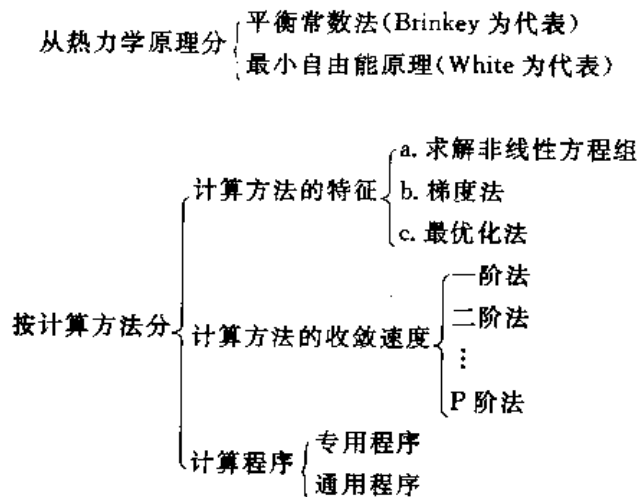 从热力学原理分
平衡常数法(Brinkey 为代表)
最小自由能原理(White 为代表)
按计算方法分
计算方法的特征
a. 求解非线性方程组
b. 梯度法
c. 最优化法
计算方法的收敛速度
一阶法
二阶法
⋮
P 阶法
计算程序
专用程序
通用程序